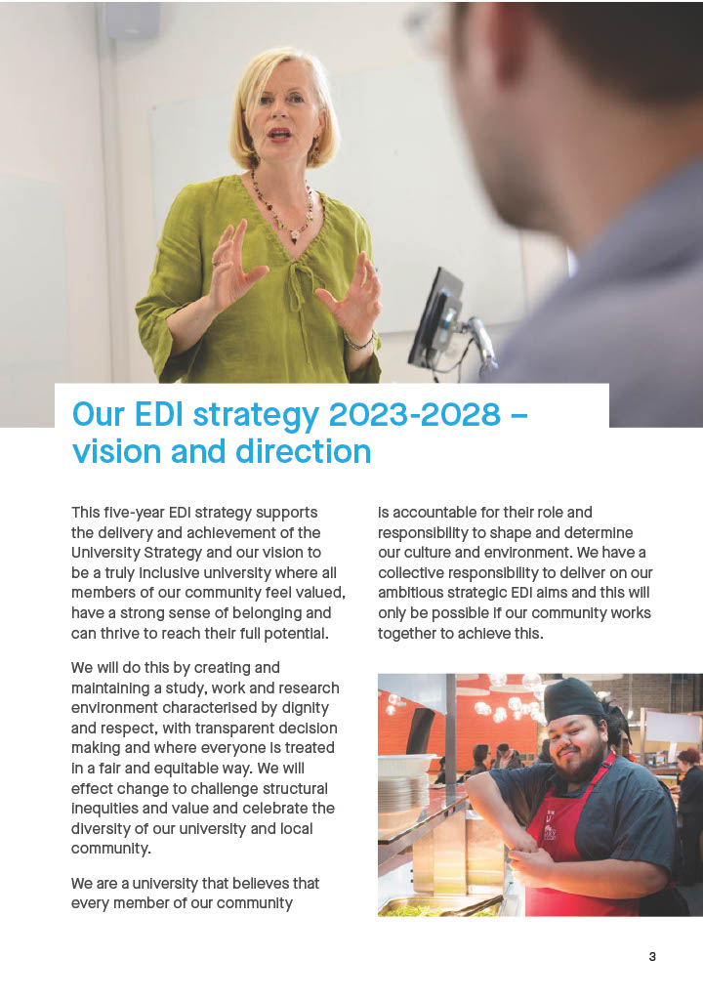 Our EDI strategy 2023-2028 –
vision and direction
This five-year EDI strategy supports
the delivery and achievement of the
University Strategy and our vision to
be a truly inclusive university where all
members of our community feel valued,
have a strong sense of belonging and
can thrive to reach their full potential.
We will do this by creating and
maintaining a study, work and research
environment characterised by dignity
and respect, with transparent decision
making and where everyone is treated
in a fair and equitable way. We will
effect change to challenge structural
inequities and value and celebrate the
diversity of our university and local
community.
We are a university that believes that
every member of our community
is accountable for their role and
responsibility to shape and determine
our culture and environment. We have a
collective responsibility to deliver on our
ambitious strategic EDI aims and this will
only be possible if our community works
together to achieve this.
3